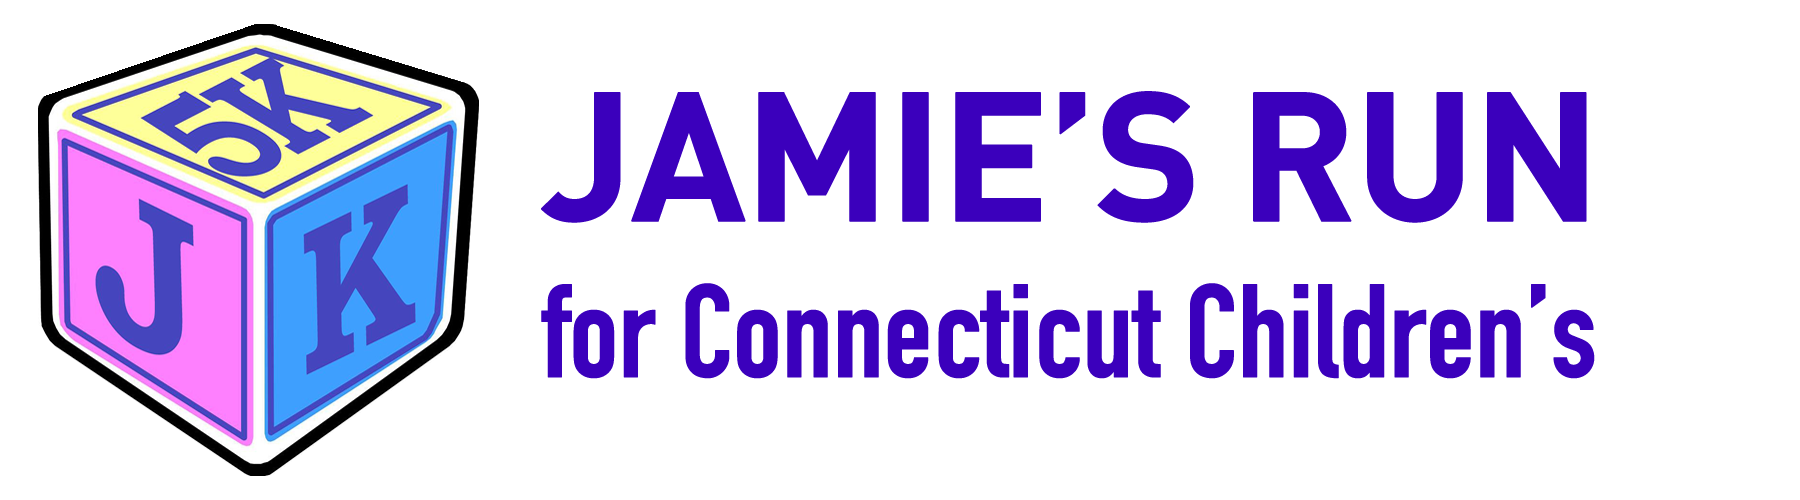 5K
J K
JAMIE'S RUN
for Connecticut Children's